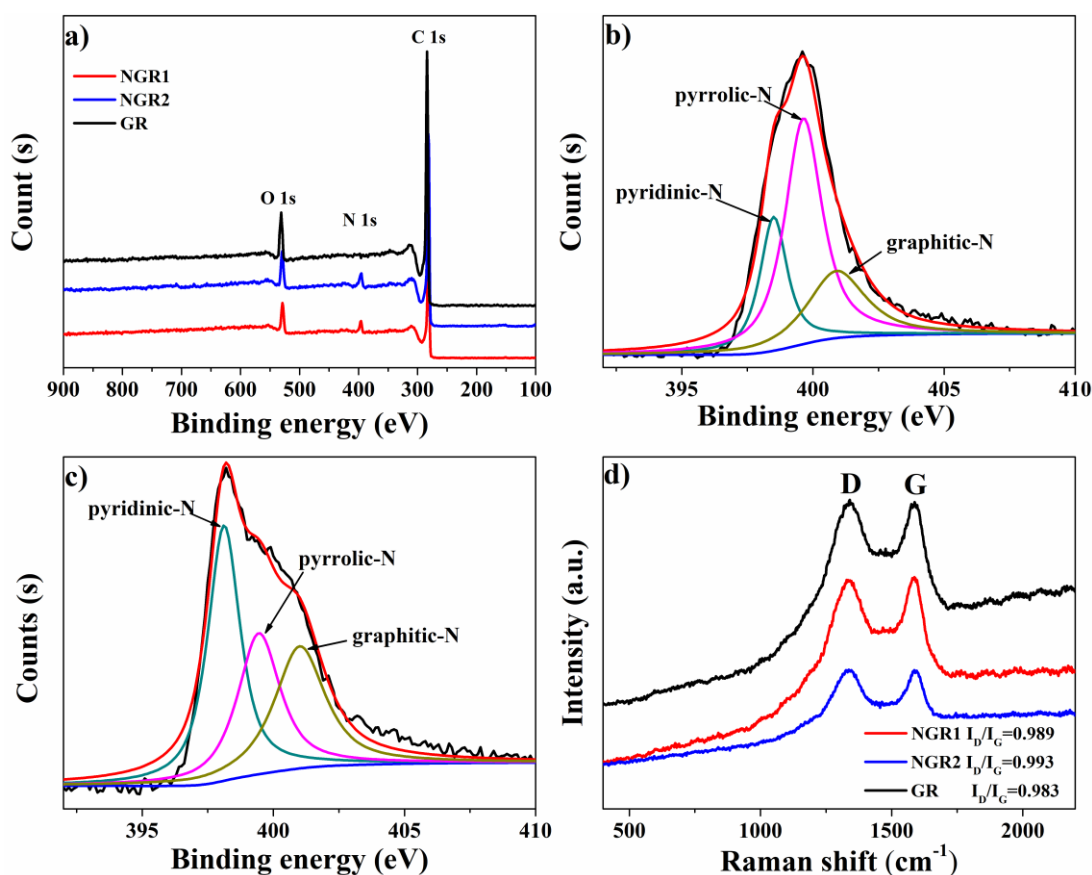 a)
C 1s
NGR1
NGR2
GR
O 1s
N 1s
Count (s)
900 800 700 600 500 400 300 200 100
Binding energy (eV)
b)
pyrrolic-N
pyridinic-N
graphitic-N
Count (s)
395 400 405 410
Binding energy (eV)
c)
pyridinic-N
pyrrolic-N
graphitic-N
Counts (s)
395 400 405 410
Binding energy (eV)
d)
D G
Intensity (a.u.)
NGR1 I_D/I_G=0.989
NGR2 I_D/I_G=0.993
GR I_D/I_G=0.983
500 1000 1500 2000
Raman shift (cm⁻¹)